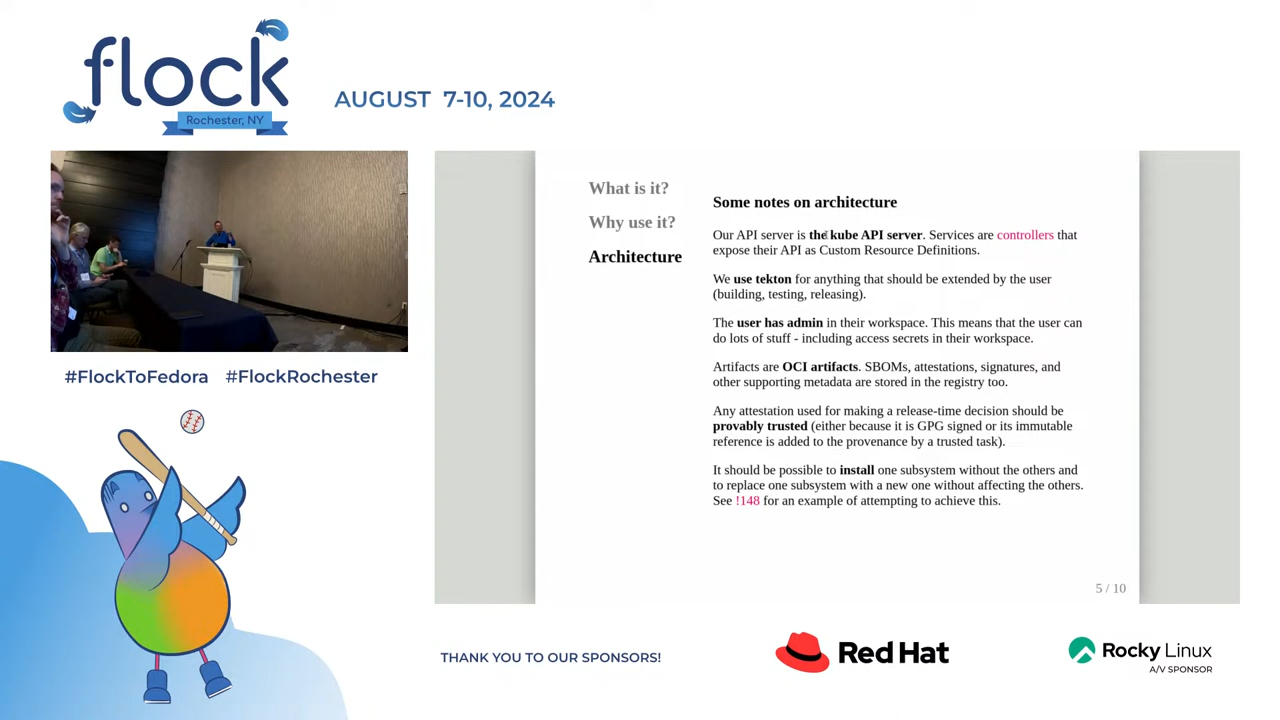 flock
Rochester, NY
AUGUST 7-10, 2024
#FlockToFedora #FlockRochester
What is it?
Why use it?
Architecture
Some notes on architecture
Our API server is the kube API server. Services are controllers that
expose their API as Custom Resource Definitions.
We use tekton for anything that should be extended by the user
(building, testing, releasing).
The user has admin in their workspace. This means that the user can
do lots of stuff - including access secrets in their workspace.
Artifacts are OCI artifacts. SBOMs, attestations, signatures, and
other supporting metadata are stored in the registry too.
Any attestation used for making a release-time decision should be
provably trusted (either because it is GPG signed or its immutable
reference is added to the provenance by a trusted task).
It should be possible to install one subsystem without the others and
to replace one subsystem with a new one without affecting the others.
See !148 for an example of attempting to achieve this.
5 / 10
THANK YOU TO OUR SPONSORS!
Red Hat
Rocky Linux
A/V SPONSOR